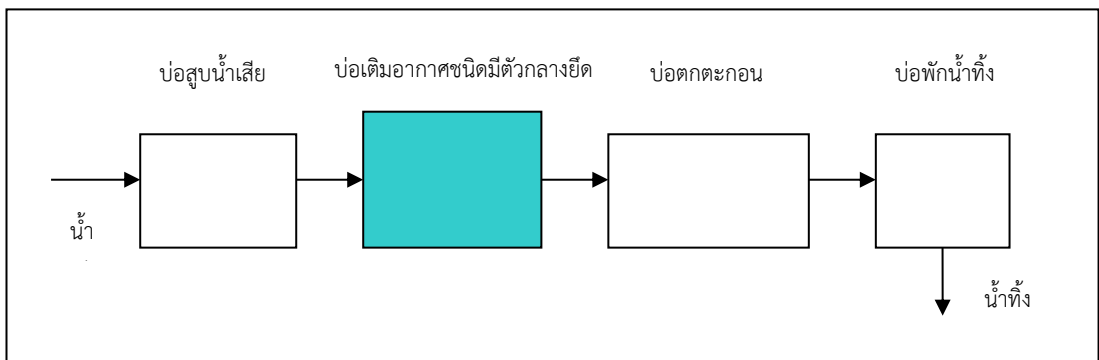 บ่อสูบน้ำเสีย
บ่อเติมอากาศชนิดมีตัวกลางยึด
บ่อตกตะกอน
บ่อพักน้ำทิ้ง
น้ำ
น้ำทิ้ง